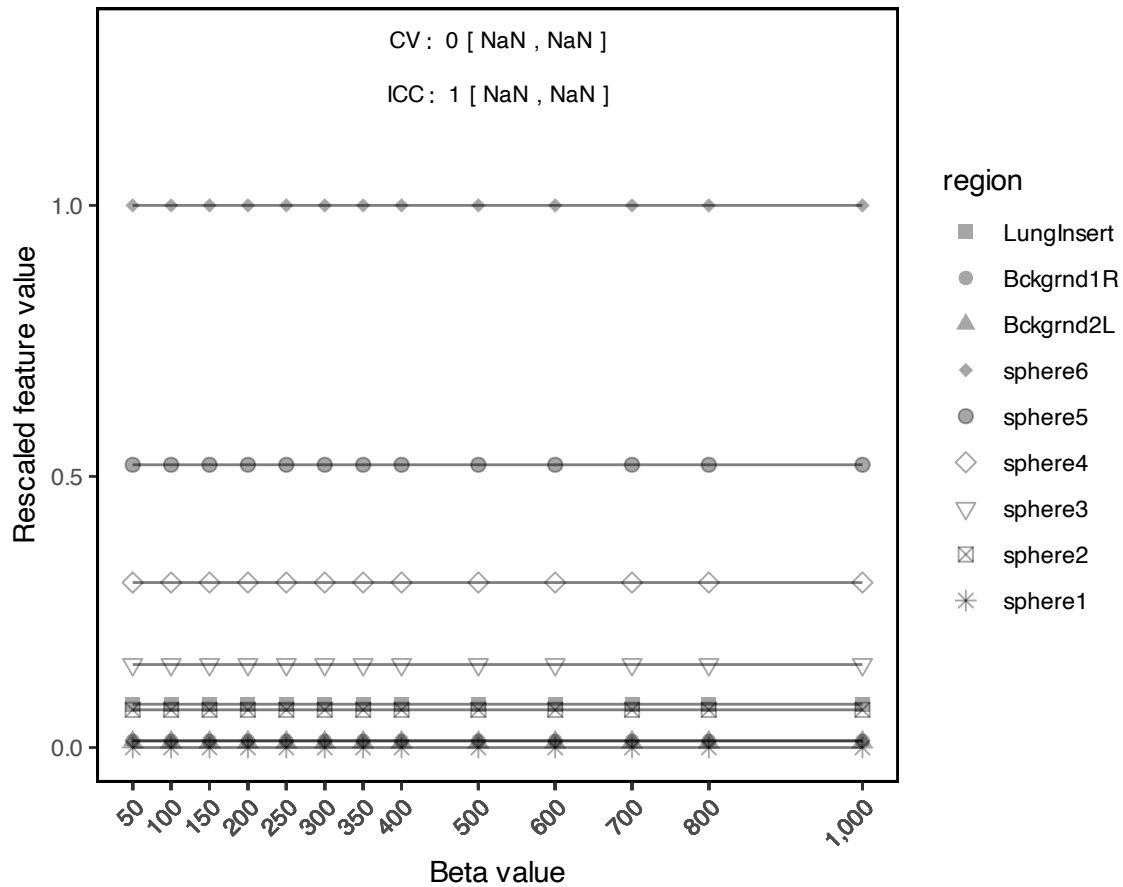 CV: 0 [ NaN , NaN ]
ICC: 1 [ NaN , NaN ]
Rescaled feature value
1.0
0.5
0.0
50 100 150 200 250 300 350 400 500 600 700 800 1,000
Beta value
region
LungInsert
Bckgrnd1R
Bckgrnd2L
sphere6
sphere5
sphere4
sphere3
sphere2
sphere1